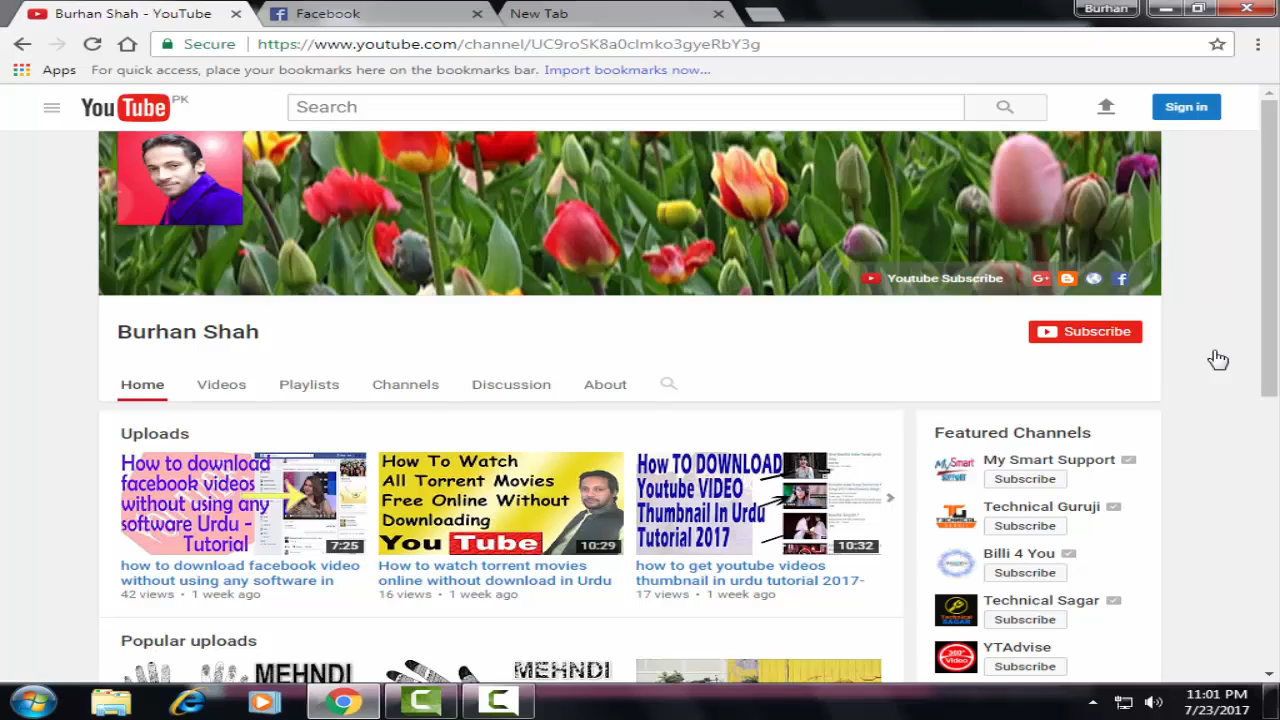 Burhan Shah - YouTube
Facebook
New Tab
Burhan
Secure
https://www.youtube.com/channel/UC9roSK8a0clmko3gyeRbY3g
Apps
For quick access, place your bookmarks here on the bookmarks bar. Import bookmarks now...
YouTube PK
Search
Sign in
Youtube Subscribe
Burhan Shah
Subscribe
Home
Videos
Playlists
Channels
Discussion
About
Uploads
How to download
facebook videos
without using any
software Urdu -
Tutorial
7:25
how to download facebook video
without using any software in
42 views • 1 week ago
How To Watch
All Torrent Movies
Free Online Without
Downloading
YouTube
10:29
How to watch torrent movies
online without download in Urdu
16 views • 1 week ago
How TO DOWNLOAD
Youtube VIDEO
Thumbnail In Urdu
Tutorial 2017
10:32
how to get youtube videos
thumbnail in urdu tutorial 2017-
17 views • 1 week ago
Popular uploads
MEHNDI
MEHNDI
Featured Channels
My Smart Support
Subscribe
Technical Guruji
Subscribe
Billi 4 You
Subscribe
Technical Sagar
Subscribe
YTAdvise
Subscribe
11:01 PM
7/23/2017